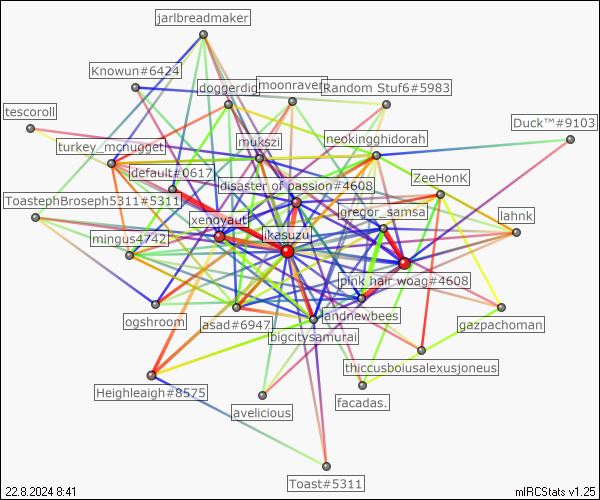 jarlbreadmaker
Knowun#6424
doggerdig
moonraven
Random Stuf6#5983
tescoroll
Duck™#9103
mukszi
neokingghidorah
turkey_mcnugget
default#0617
disaster of passion#4608
ZeeHonK
ToastephBroseph5311#5311
xenoyaut
gregor_samsa
lahnk
mingus4742
jkasuzu
pink hair woag#4608
ogshroom
asad#6947
andnewbees
gazpachoman
bigcitysamurai
thiccusboiusalexusjoneus
Heighleaigh#8575
avelicious
facadas.
Toast#5311
22.8.2024 8:41
mIRCStats v1.25